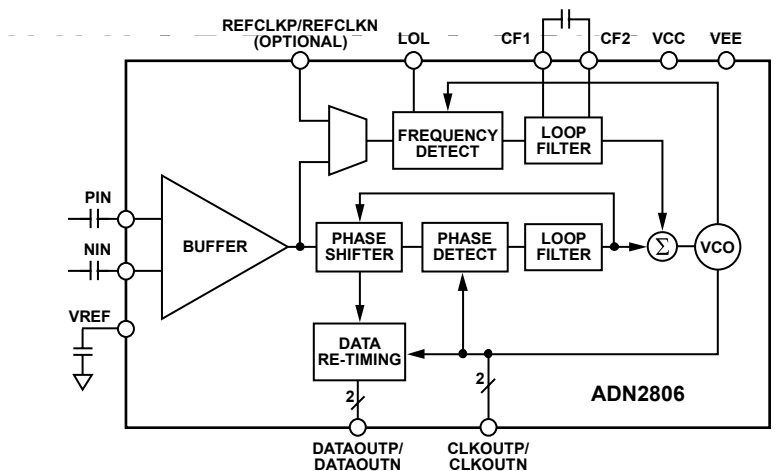 REFCLKP/REFCLKN
(OPTIONAL)
LOL
CF1
CF2
VCC
VEE
FREQUENCY
DETECT
LOOP
FILTER
PIN
NIN
VREF
BUFFER
PHASE
SHIFTER
PHASE
DETECT
LOOP
FILTER
Σ
VCO
DATA
RE-TIMING
2
2
ADN2806
DATAOUTP/
DATAOUTN
CLKOUTP/
CLKOUTN